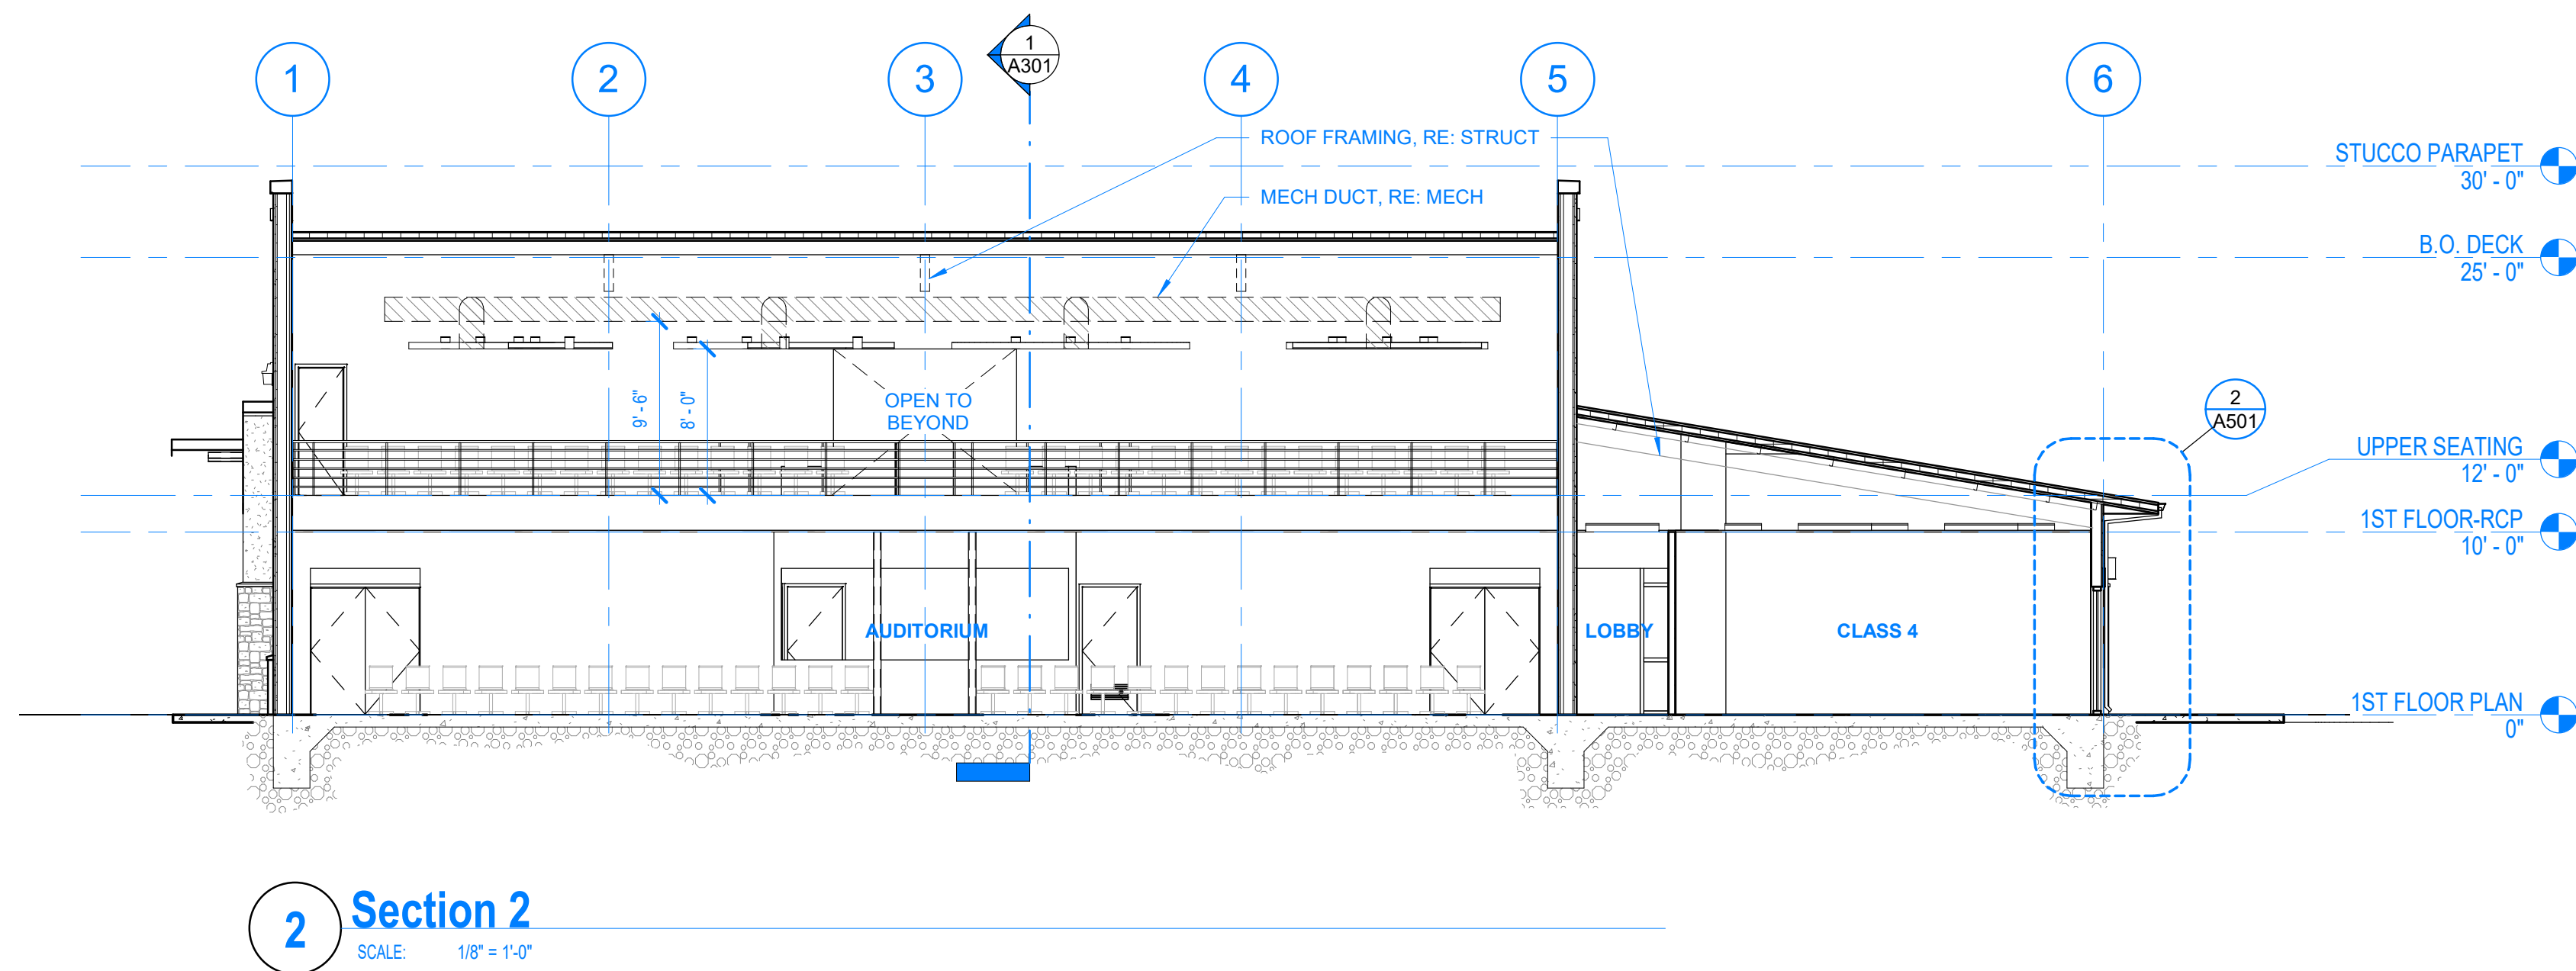 1
A301
1
2
3
4
5
6
ROOF FRAMING, RE: STRUCT
MECH DUCT, RE: MECH
STUCCO PARAPET
30' - 0"
B.O. DECK
25' - 0"
9' - 6"
8' - 0"
OPEN TO
BEYOND
2
A501
UPPER SEATING
12' - 0"
1ST FLOOR-RCP
10' - 0"
AUDITORIUM
LOBBY
CLASS 4
1ST FLOOR PLAN
0"
2
Section 2
SCALE: 1/8" = 1'-0"